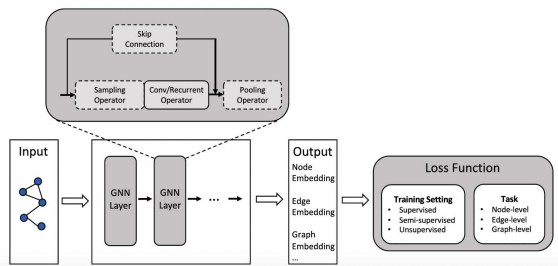 Skip
Connection
Sampling
Operator
Conv/Recurrent
Operator
Pooling
Operator
Input
GNN
Layer
GNN
Layer
...
Output
Node
Embedding
Edge
Embedding
Graph
Embedding
...
Loss Function
Training Setting
• Supervised
• Semi-supervised
• Unsupervised
Task
• Node-level
• Edge-level
• Graph-level